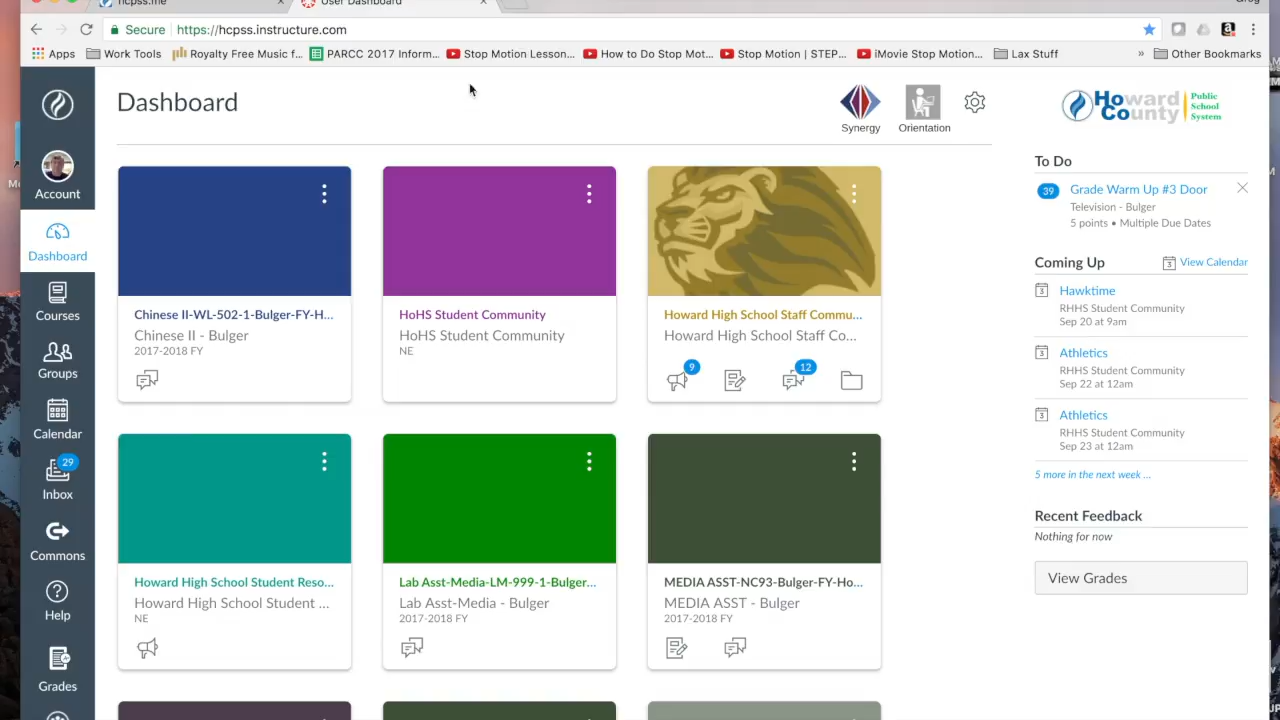 hcpss.me
User Dashboard
Greg
Secure
https://hcpss.instructure.com
Apps
Work Tools
Royalty Free Music f...
PARCC 2017 Inform...
Stop Motion Lesson...
How to Do Stop Mot...
Stop Motion | STEP...
iMovie Stop Motion...
Lax Stuff
»
Other Bookmarks
Account
Dashboard
Courses
Groups
Calendar
29
Inbox
Commons
Help
Grades
Dashboard
Synergy
Orientation
Chinese II-WL-502-1-Bulger-FY-H...
Chinese II - Bulger
2017-2018 FY
HoHS Student Community
HoHS Student Community
NE
Howard High School Staff Commu...
Howard High School Staff Co...
9
12
Howard High School Student Reso...
Howard High School Student ...
NE
Lab Asst-Media-LM-999-1-Bulger...
Lab Asst-Media - Bulger
2017-2018 FY
MEDIA ASST-NC93-Bulger-FY-Ho...
MEDIA ASST - Bulger
2017-2018 FY
Howard
County
Public
School
System
To Do
39
Grade Warm Up #3 Door
Television - Bulger
5 points • Multiple Due Dates
Coming Up
3
View Calendar
3
Hawktime
RHHS Student Community
Sep 20 at 9am
3
Athletics
RHHS Student Community
Sep 22 at 12am
3
Athletics
RHHS Student Community
Sep 23 at 12am
5 more in the next week ...
Recent Feedback
Nothing for now
View Grades